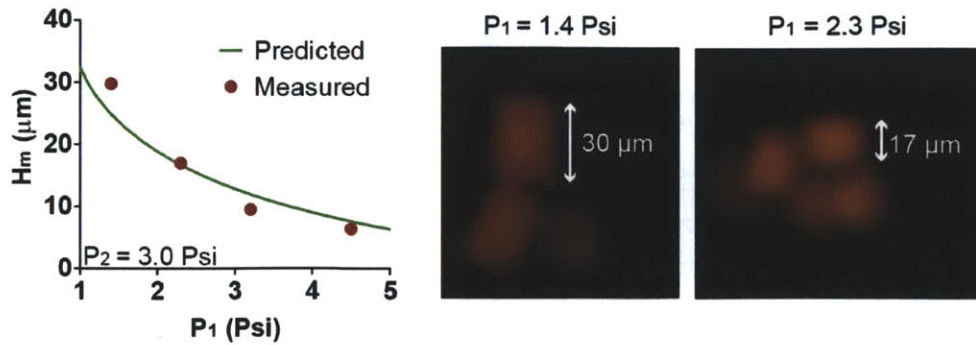 40
30
20
10
0
Hm (μm)
Predicted
Measured
P2 = 3.0 Psi
1 2 3 4 5
P1 (Psi)
P1 = 1.4 Psi
30 μm
P1 = 2.3 Psi
17 μm